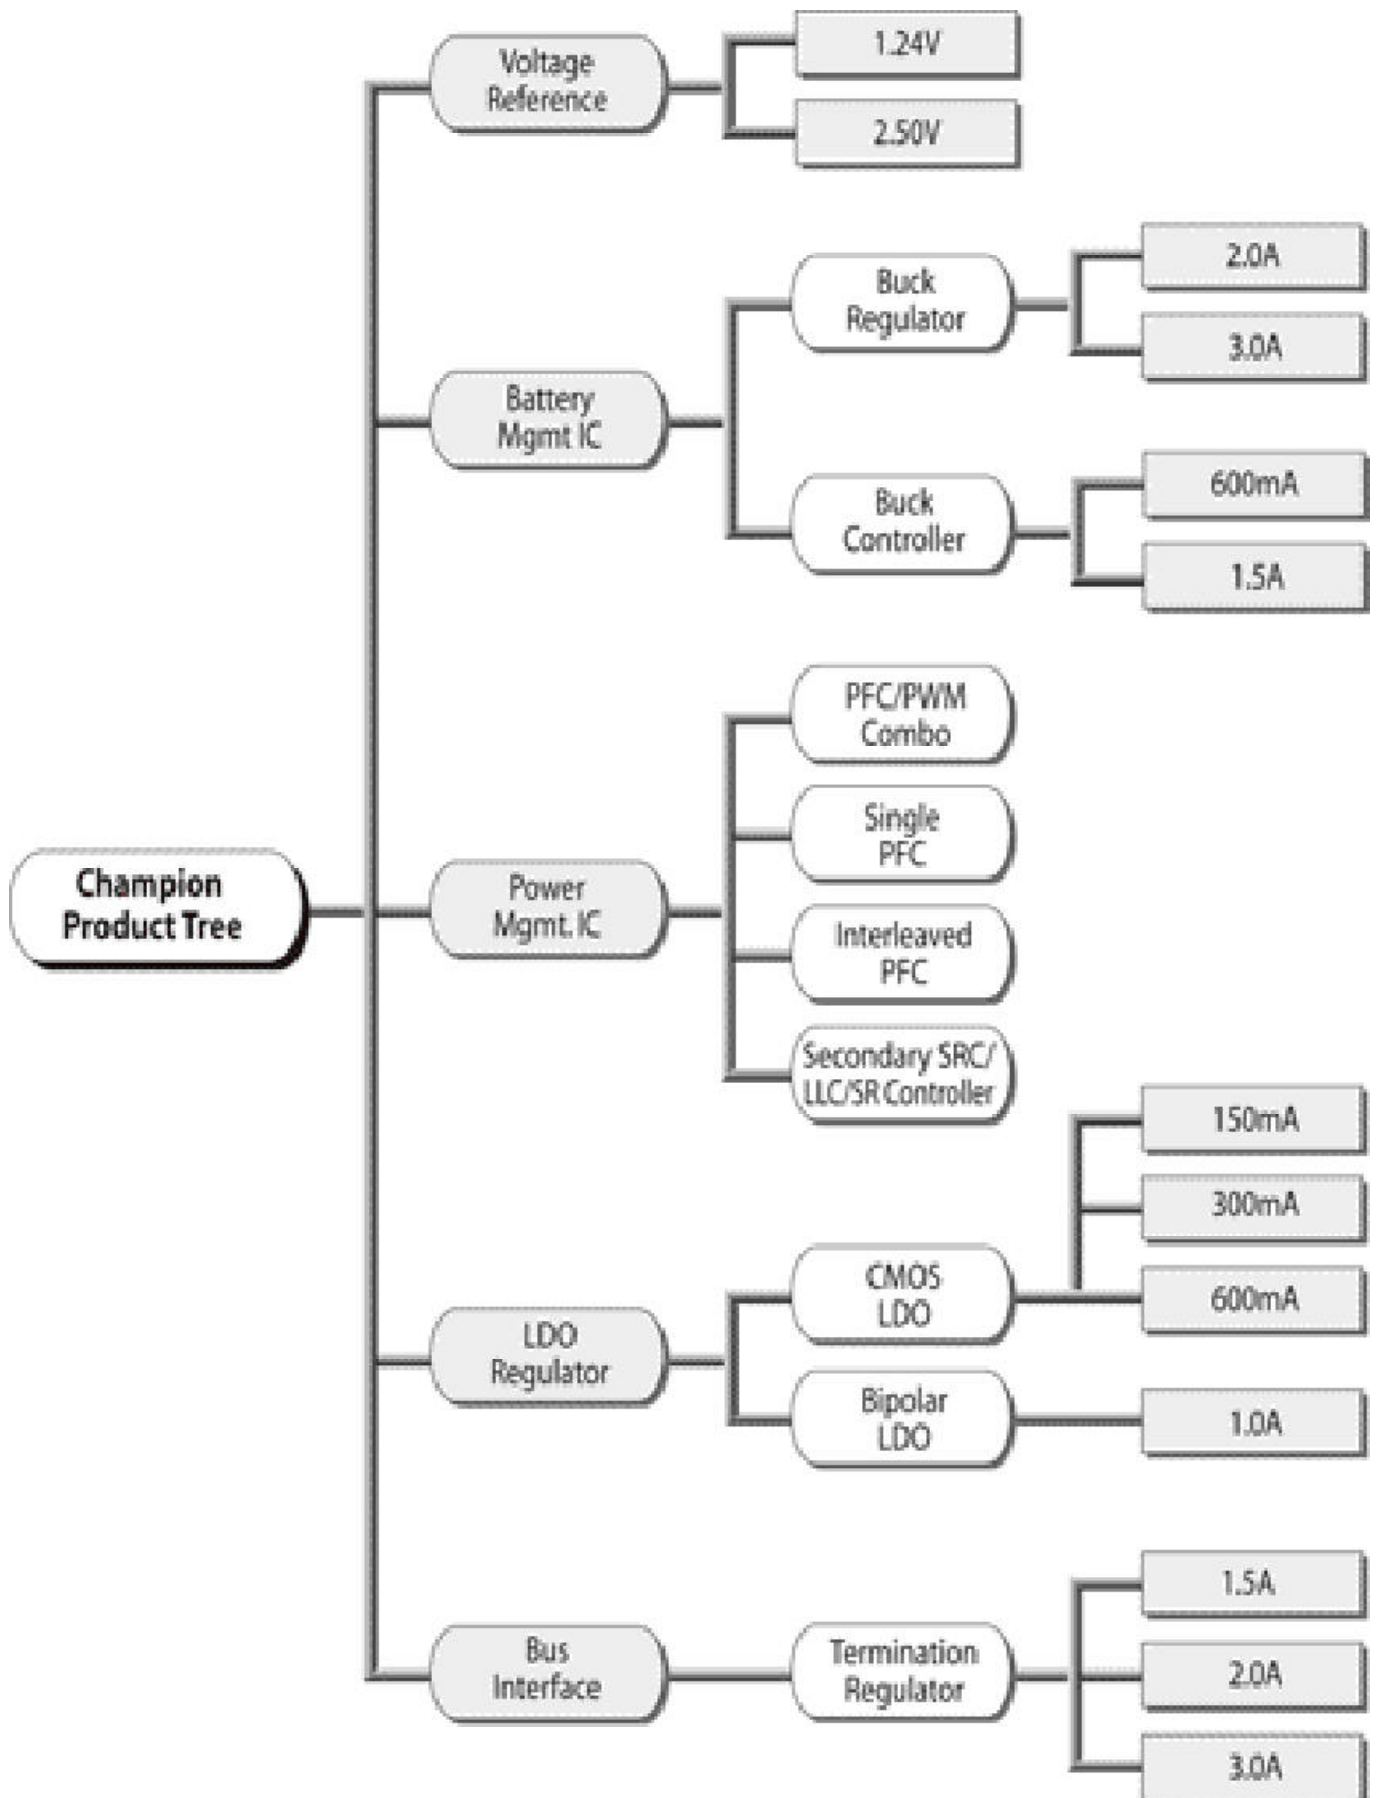 Voltage
Reference
1.24V
2.50V
Battery
Mgmt IC
Buck
Regulator
2.0A
3.0A
Buck
Controller
600mA
1.5A
Champion
Product Tree
Power
Mgmt. IC
PFC/PWM
Combo
Single
PFC
Interleaved
PFC
Secondary SRC/
LLC/SR Controller
LDO
Regulator
CMOS
LDO
150mA
300mA
600mA
Bipolar
LDO
1.0A
Bus
Interface
Termination
Regulator
1.5A
2.0A
3.0A